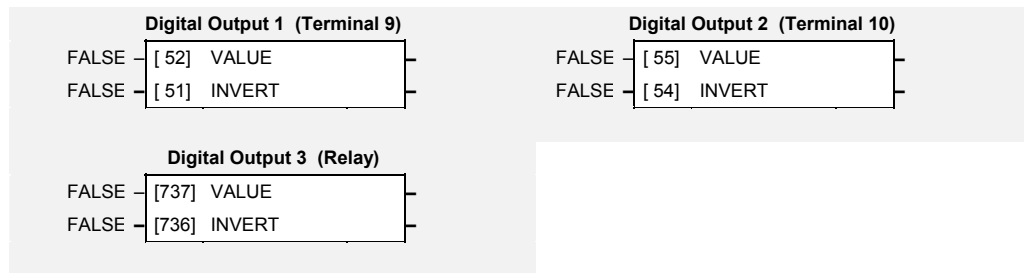 Digital Output 1 (Terminal 9)
FALSE – [ 52] VALUE –
FALSE – [ 51] INVERT –
Digital Output 2 (Terminal 10)
FALSE – [ 55] VALUE –
FALSE – [ 54] INVERT –
Digital Output 3 (Relay)
FALSE – [737] VALUE –
FALSE – [736] INVERT –